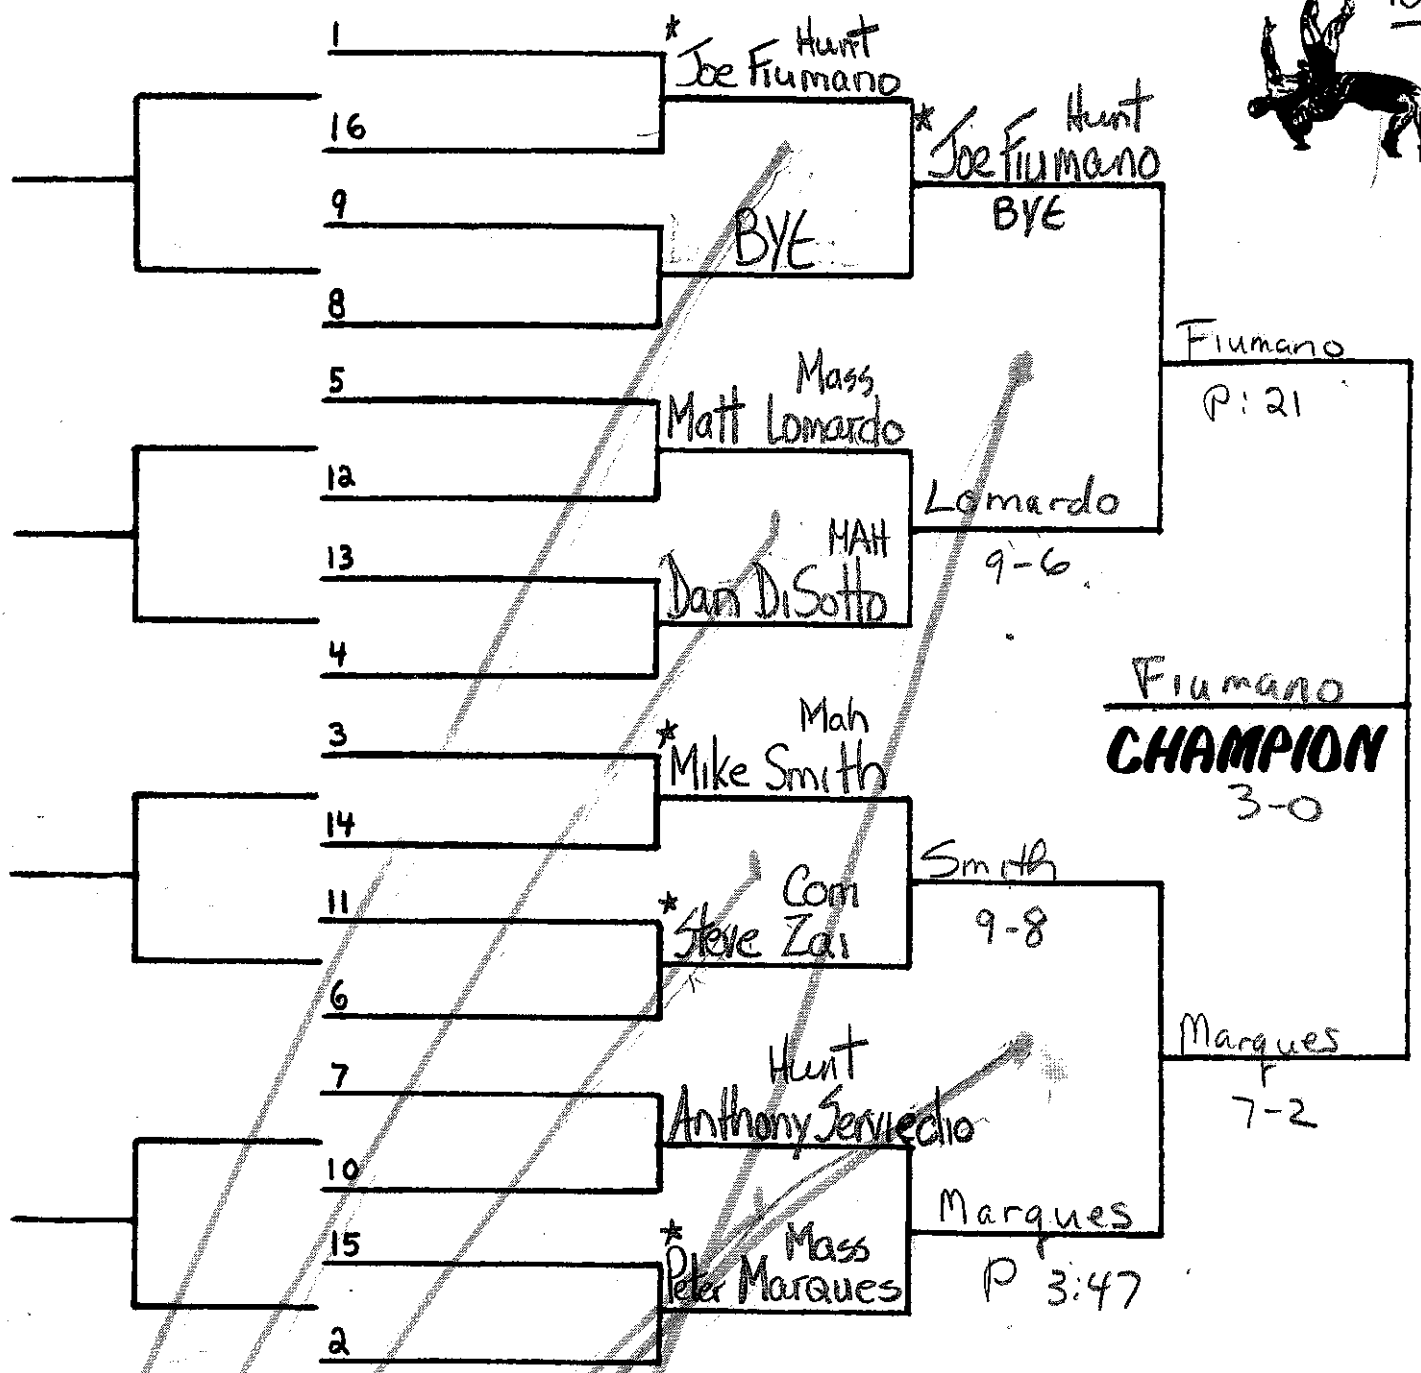 1
* Hunt
Joe Fiumano
16
* Hunt
Joe Fiumano
BYE
9
BYE
8
Fiumano
P: 21
5
Mass
Matt Lomardo
12
Lomardo
9-6
13
MAH
Dan DiSotto
4
Fiumano
CHAMPION
3-0
3
Mah
* Mike Smith
14
Smith
9-8
11
Com
* Steve Zai
6
Marques
7-2
7
Hunt
Anthony Serviedio
10
Marques
P 3:47
15
* Mass
Peter Marques
2